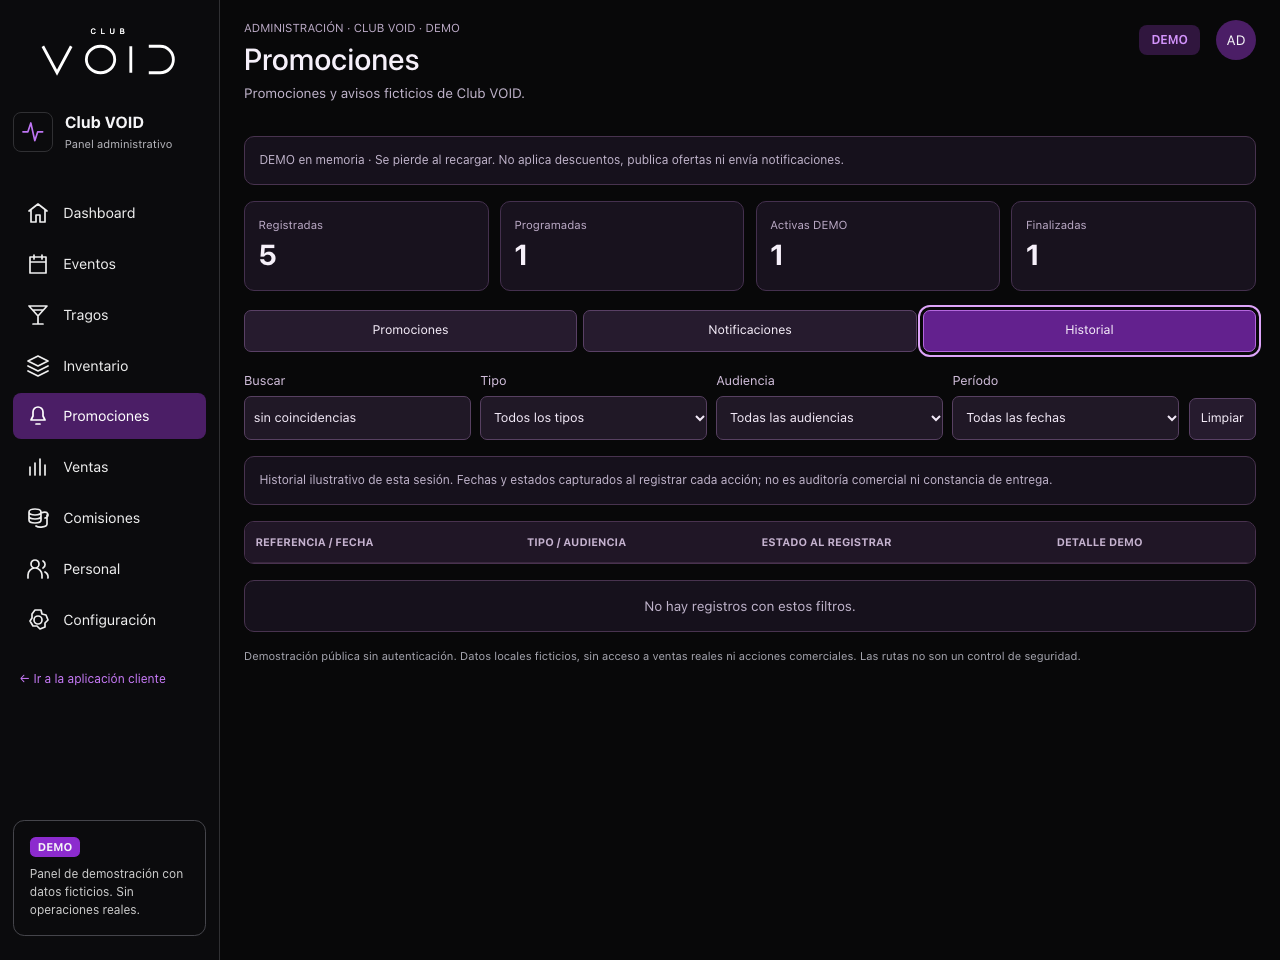 CLUB
VOID
Club VOID
Panel administrativo
Dashboard
Eventos
Tragos
Inventario
Promociones
Ventas
Comisiones
Personal
Configuración
← Ir a la aplicación cliente
DEMO
Panel de demostración con
datos ficticios. Sin
operaciones reales.
ADMINISTRACIÓN · CLUB VOID · DEMO
Promociones
Promociones y avisos ficticios de Club VOID.
DEMO
AD
DEMO en memoria · Se pierde al recargar. No aplica descuentos, publica ofertas ni envía notificaciones.
Registradas
5
Programadas
1
Activas DEMO
1
Finalizadas
1
Promociones
Notificaciones
Historial
Buscar
sin coincidencias
Tipo
Todos los tipos
Audiencia
Todas las audiencias
Período
Todas las fechas
Limpiar
Historial ilustrativo de esta sesión. Fechas y estados capturados al registrar cada acción; no es auditoría comercial ni constancia de entrega.
REFERENCIA / FECHA
TIPO / AUDIENCIA
ESTADO AL REGISTRAR
DETALLE DEMO
No hay registros con estos filtros.
Demostración pública sin autenticación. Datos locales ficticios, sin acceso a ventas reales ni acciones comerciales. Las rutas no son un control de seguridad.